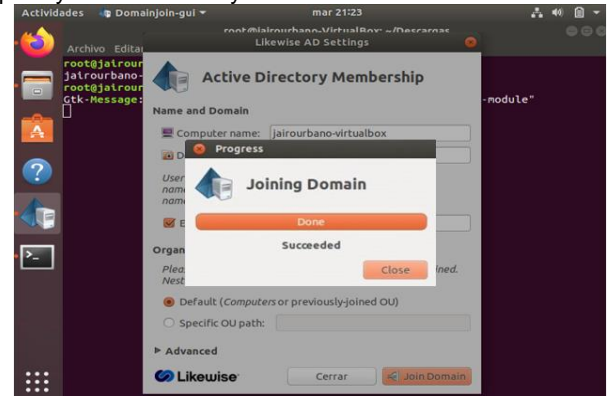 Actividades Domainjoin-gui mar 21:23
root@jairourbano-VirtualBox: ~/Descargas
Archivo Editar
Likewise AD Settings
root@jairour
jairourbano-
root@jairour
Gtk-Message: -module"
Active Directory Membership
Name and Domain
Computer name: jairourbano-virtualbox
Progress
Joining Domain
Done
Succeeded
Close
Organ
Default (Computers or previously-joined OU)
Specific OU path:
Advanced
Likewise Cerrar Join Domain